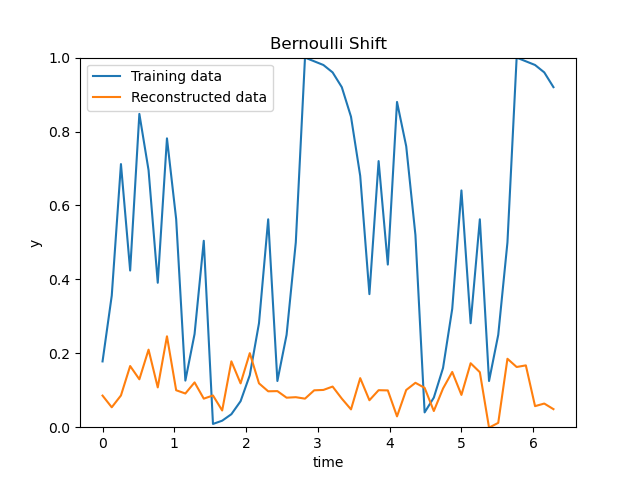 Bernoulli Shift
Training data
Reconstructed data
1.0
0.8
0.6
0.4
0.2
0.0
y
0 1 2 3 4 5 6
time